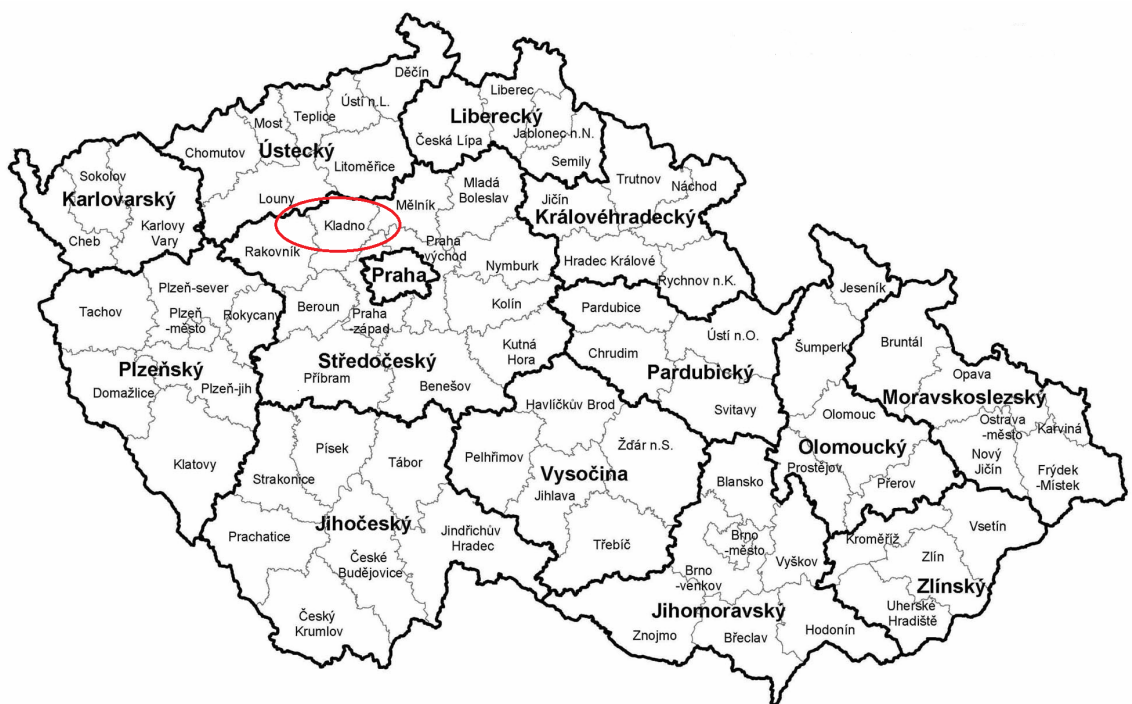 Děčín
Liberec
Ústí n.L.
Teplice
Most
Liberecký
Jablonec n.N.
Česká Lípa
Chomutov
Ústecký
Litoměřice
Semily
Sokolov
Trutnov
Náchod
Mladá
Boleslav
Karlovarský
Louny
Mělník
Jičín
Královéhradecký
Kladno
Karlovy
Vary
Cheb
Rakovník
Praha
východ
Nymburk
Hradec Králové
Praha
Rychnov n.K.
Plzeň-sever
Jeseník
Tachov
Plzeň
-město
Rokycany
Beroun
Praha
-západ
Kolín
Pardubice
Ústí n.O.
Bruntál
Šumperk
Kutná
Hora
Chrudim
Plzeňský
Středočeský
Pardubický
Opava
Domažlice
Plzeň-jih
Příbram
Benešov
Moravskoslezský
Havlíčkův Brod
Svitavy
Olomouc
Ostrava
-město
Karviná
Písek
Žďár n.S.
Olomoucký
Klatovy
Tábor
Pelhřimov
Nový
Jičín
Strakonice
Vysočina
Prostějov
Přerov
Frýdek
-Místek
Jihlava
Blansko
Jihočeský
Vsetín
Prachatice
Jindřichův
Hradec
Třebíč
Brno
-město
Kroměříž
České
Budějovice
Vyškov
Zlín
Brno
-venkov
Zlínský
Jihomoravský
Uherské
Hradiště
Český
Krumlov
Znojmo
Břeclav
Hodonín